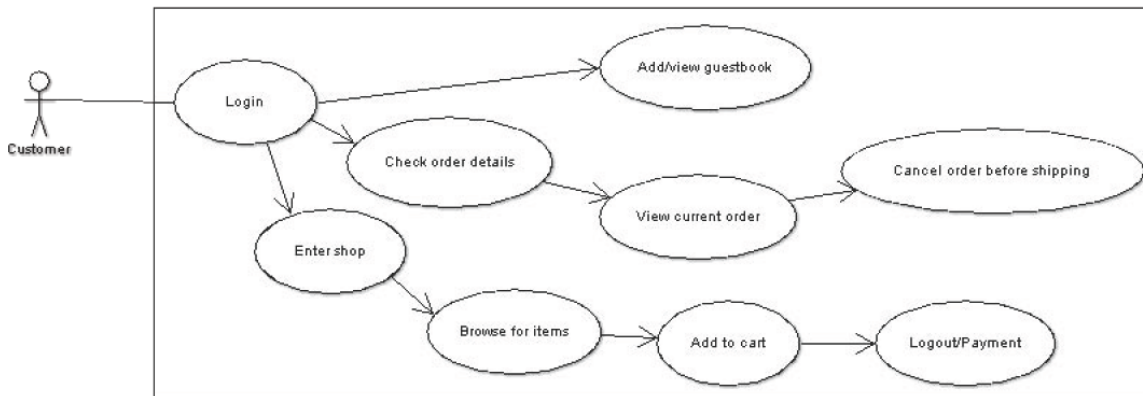 Add/view guestbook
Login
Customer
Check order details
Cancel order before shipping
View current order
Enter shop
Browse for items
Add to cart
Logout/Payment